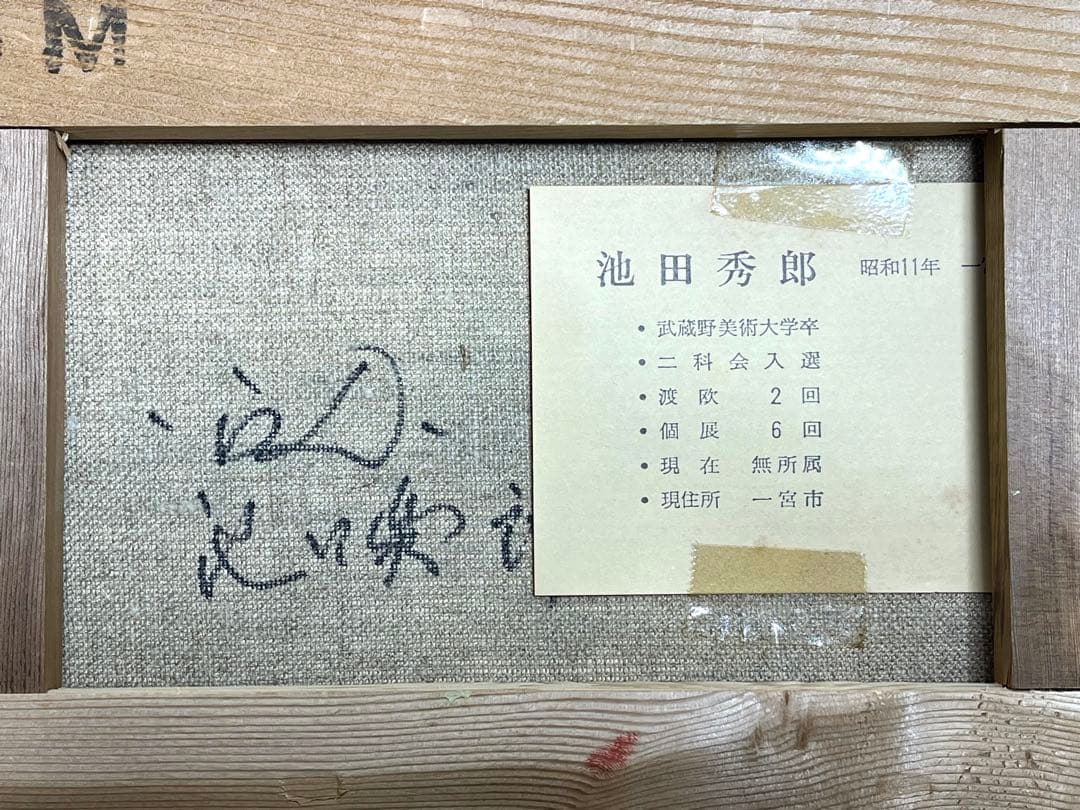 M
池田秀郎 昭和11年 一
・武蔵野美術大学卒
・二科会入選
・渡欧 2回
・個展 6回
・現在 無所属
・現住所 一宮市